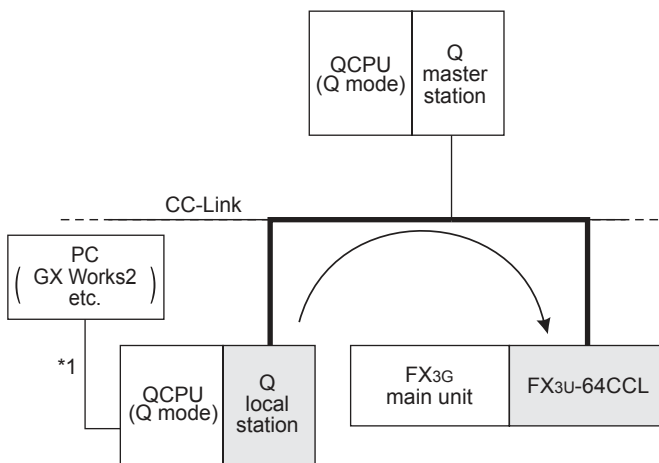 QCPU
(Q mode)
Q
master
station
CC-Link
PC
( GX Works2 )
etc.
*1
QCPU
(Q mode)
Q
local
station
FX3G
main unit
FX3U-64CCL